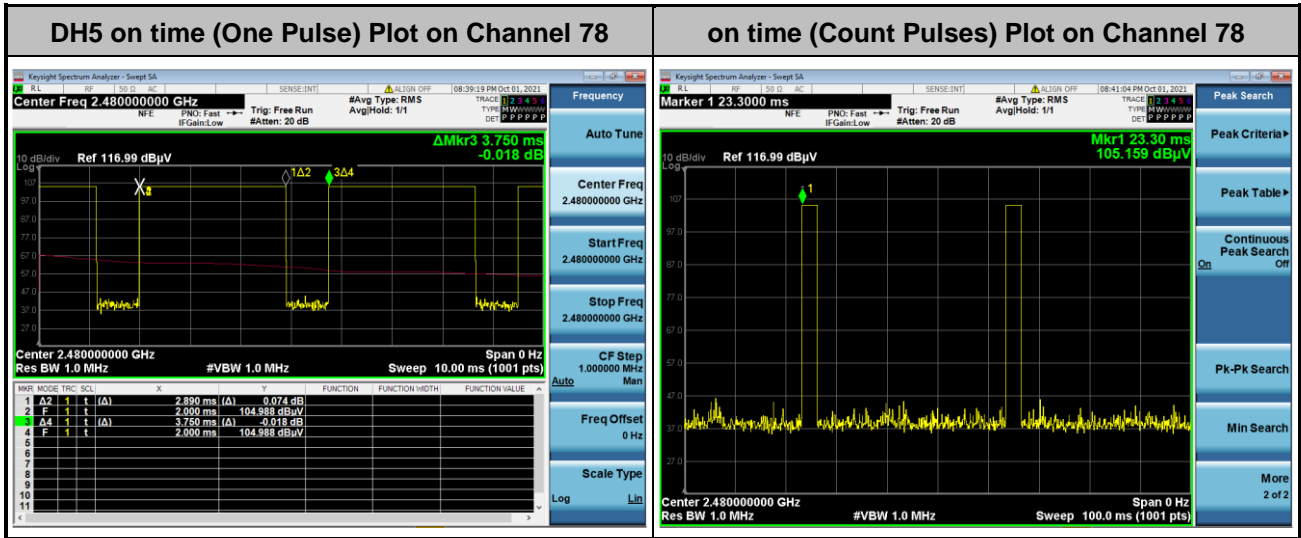 DH5 on time (One Pulse) Plot on Channel 78
on time (Count Pulses) Plot on Channel 78
Keysight Spectrum Analyzer - Swept SA
RL RF 50 Ω AC SENSE:INT ALIGN OFF 08:39:19 PM Oct 01, 2021
Center Freq 2.480000000 GHz
NFE PNO: Fast Trig: Free Run #Avg Type: RMS TRACE 1 2 3 4 5 6
IFGain:Low #Atten: 20 dB Avg|Hold: 1/1 TYPE MWWWWW
DET P P P P P P
ΔMkr3 3.750 ms
-0.018 dB
10 dB/div Ref 116.99 dBµV
Log
107
97.0
87.0
77.0
67.0
57.0
47.0
37.0
27.0
1Δ2
3Δ4
Center 2.480000000 GHz Span 0 Hz
Res BW 1.0 MHz #VBW 1.0 MHz Sweep 10.00 ms (1001 pts)
MKR MODE TRC SCL X Y FUNCTION FUNCTION WIDTH FUNCTION VALUE
1 Δ2 1 t (Δ) 2.890 ms (Δ) 0.074 dB
2 F 1 t 2.000 ms 104.988 dBµV
3 Δ4 1 t (Δ) 3.750 ms (Δ) -0.018 dB
4 F 1 t 2.000 ms 104.988 dBµV
5
6
7
8
9
10
11
Frequency
Auto Tune
Center Freq
2.480000000 GHz
Start Freq
2.480000000 GHz
Stop Freq
2.480000000 GHz
CF Step
1.000000 MHz
Auto Man
Freq Offset
0 Hz
Scale Type
Log Lin
Keysight Spectrum Analyzer - Swept SA
RL RF 50 Ω AC SENSE:INT ALIGN OFF 08:41:04 PM Oct 01, 2021
Marker 1 23.3000 ms
NFE PNO: Fast Trig: Free Run #Avg Type: RMS TRACE 1 2 3 4 5 6
IFGain:Low #Atten: 20 dB Avg|Hold: 1/1 TYPE MWWWWW
DET P P P P P P
Mkr1 23.30 ms
105.159 dBµV
10 dB/div Ref 116.99 dBµV
Log
107
97.0
87.0
77.0
67.0
57.0
47.0
37.0
27.0
1
Center 2.480000000 GHz Span 0 Hz
Res BW 1.0 MHz #VBW 1.0 MHz Sweep 100.0 ms (1001 pts)
Peak Search
Peak Criteria
Peak Table
Continuous
Peak Search
On Off
Pk-Pk Search
Min Search
More
2 of 2